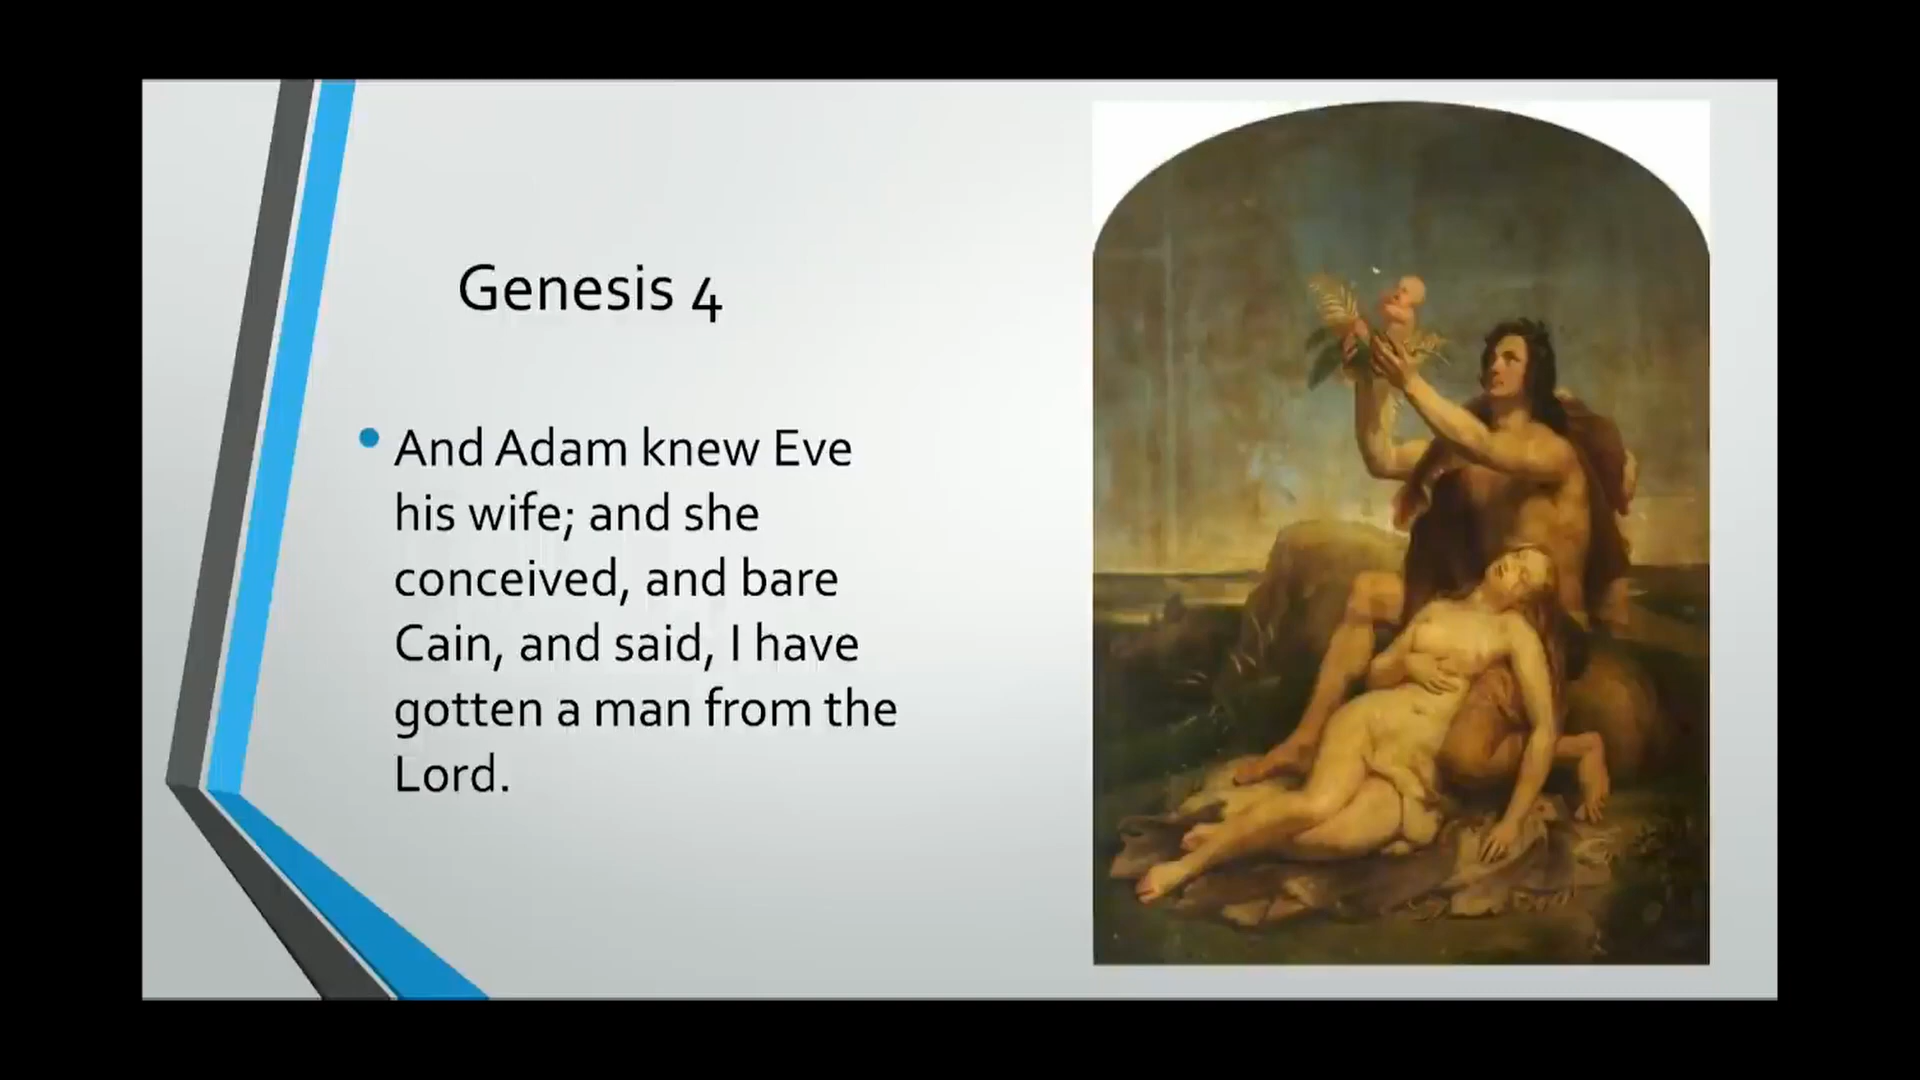 Genesis 4
And Adam knew Eve
his wife; and she
conceived, and bare
Cain, and said, I have
gotten a man from the
Lord.